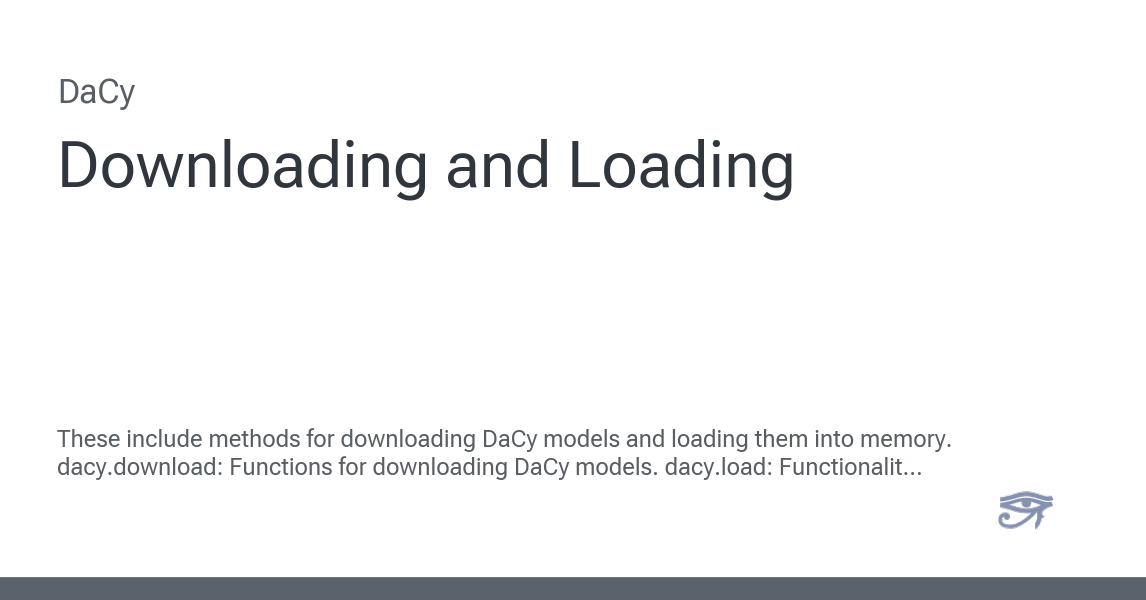 DaCy
Downloading and Loading
These include methods for downloading DaCy models and loading them into memory.
dacy.download: Functions for downloading DaCy models. dacy.load: Functionalit...